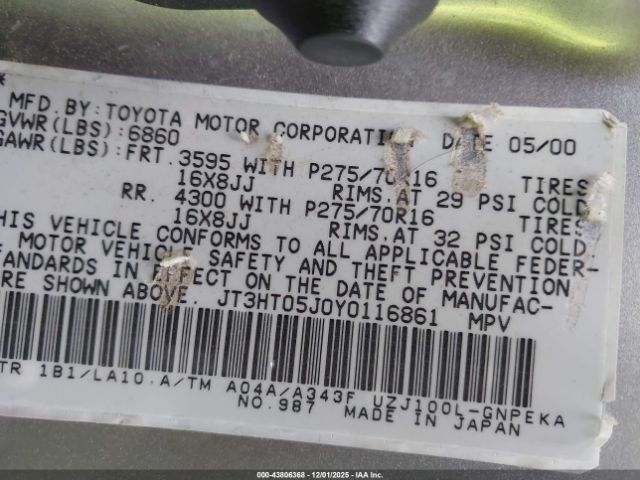 *
MFD.BY:TOYOTA MOTOR CORPORATION DATE 05/00
GVWR(LBS):6860
GAWR(LBS):FRT. 3595 WITH P275/70R16 TIRES
16X8JJ RIMS.AT 29 PSI COLD
RR. 4300 WITH P275/70R16 TIRES
16X8JJ RIMS.AT 32 PSI COLD.
HIS VEHICLE CONFORMS TO ALL APPLICABLE FEDER-
MOTOR VEHICLE SAFETY AND THEFT PREVENTION
TANDARDS IN EFFECT ON THE DATE OF MANUFAC-
RE SHOWN ABOVE. JT3HT05J0Y0116861 MPV
TR 1B1/LA10.A/TM A04A/A343F UZJ100L-GNPEKA
NO.987 MADE IN JAPAN
© 00-43806368 - 12/01/2025 - IAA Inc.